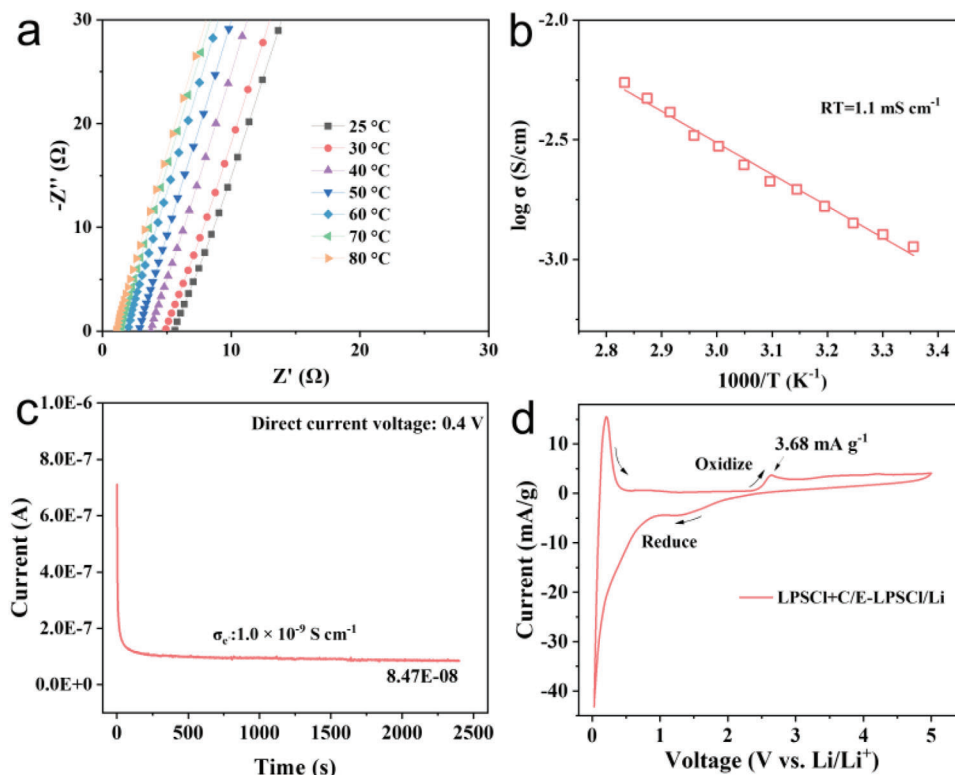 a
-Z'' (Ω)
30
20
10
0
0
10
20
30
Z' (Ω)
25 °C
30 °C
40 °C
50 °C
60 °C
70 °C
80 °C
b
log σ (S/cm)
-2.0
-2.5
-3.0
2.8
2.9
3.0
3.1
3.2
3.3
3.4
1000/T (K⁻¹)
RT=1.1 mS cm⁻¹
c
Current (A)
1.0E-6
8.0E-7
6.0E-7
4.0E-7
2.0E-7
0.0E+0
0
500
1000
1500
2000
2500
Time (s)
Direct current voltage: 0.4 V
σₑ:1.0 × 10⁻⁹ S cm⁻¹
8.47E-08
d
Current (mA/g)
10
0
-10
-20
-30
-40
0
1
2
3
4
5
Voltage (V vs. Li/Li⁺)
3.68 mA g⁻¹
Oxidize
Reduce
LPSCl+C/E-LPSCl/Li